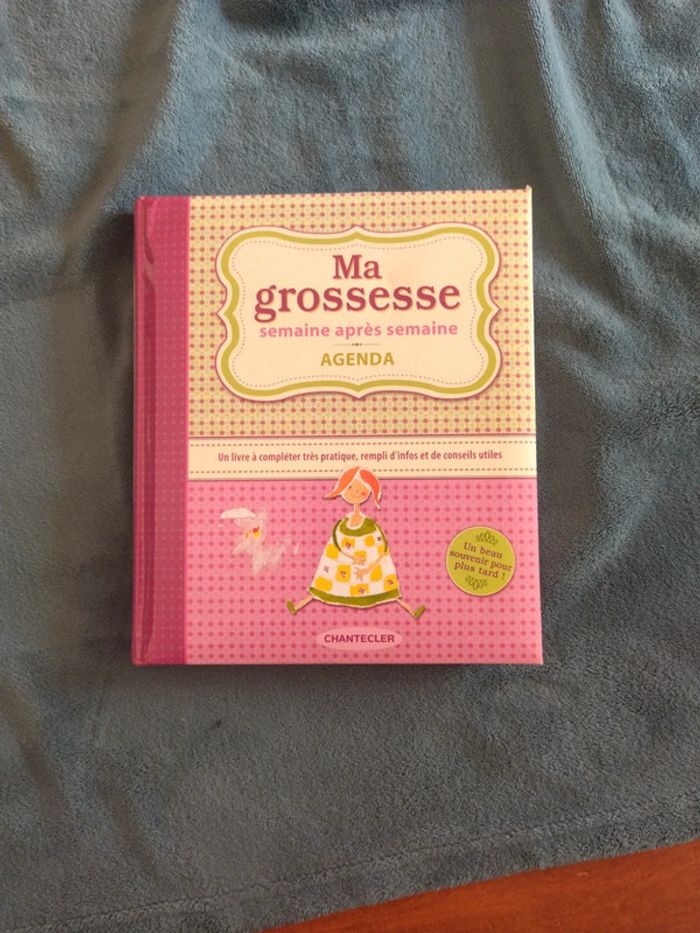 Ma
grossesse
semaine après semaine
AGENDA
Un livre à compléter très pratique, rempli d'infos et de conseils utiles
Un beau
souvenir pour
plus tard !
CHANTECLER